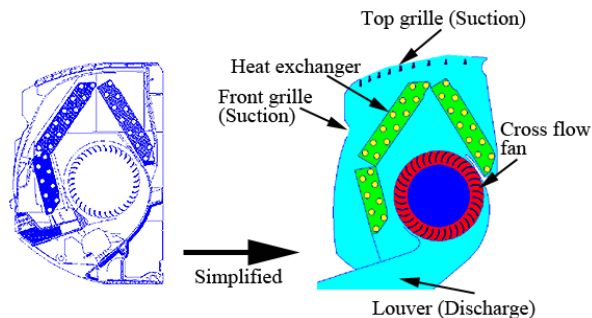 Top grille (Suction)
Heat exchanger
Front grille
(Suction)
Cross flow
fan
Simplified
Louver (Discharge)